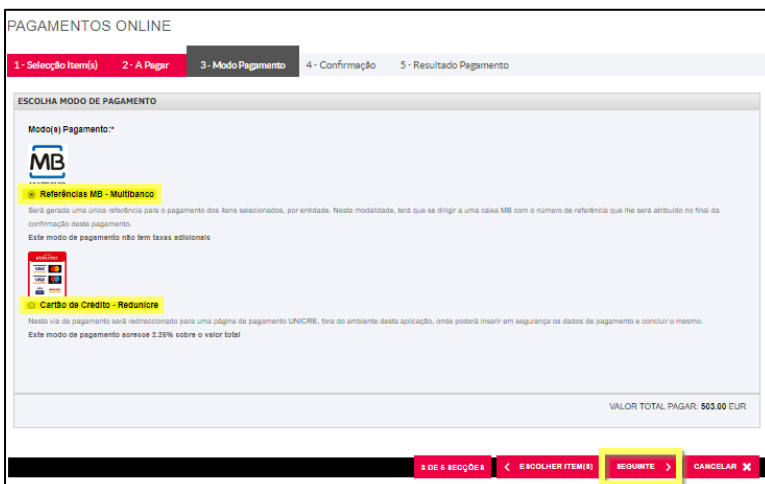 PAGAMENTOS ONLINE
1 - Selecção Item(s) 2 - A Pagar 3 - Modo Pagamento 4 - Confirmação 5 - Resultado Pagamento
ESCOLHA MODO DE PAGAMENTO
Modo(s) Pagamento:*
MB
Referências MB - Multibanco
Será gerada uma única referência para o pagamento dos itens selecionados, por entidade. Nesta modalidade, terá que se dirigir a uma caixa MB com o número de referência que lhe será atribuído no final da
confirmação deste pagamento.
Este modo de pagamento não tem taxas adicionais
VISA
VISA
Cartão de Crédito - Redunicre
Nesta via de pagamento será redireccionado para uma página de pagamento UNICRE, fora do ambiente desta aplicação, onde poderá inserir em segurança os dados de pagamento e concluir o mesmo.
Este modo de pagamento acresce 2.25% sobre o valor total
VALOR TOTAL PAGAR: 503.00 EUR
3 DE 5 SECÇÕES ESCOLHER ITEM(S) SEGUINTE CANCELAR